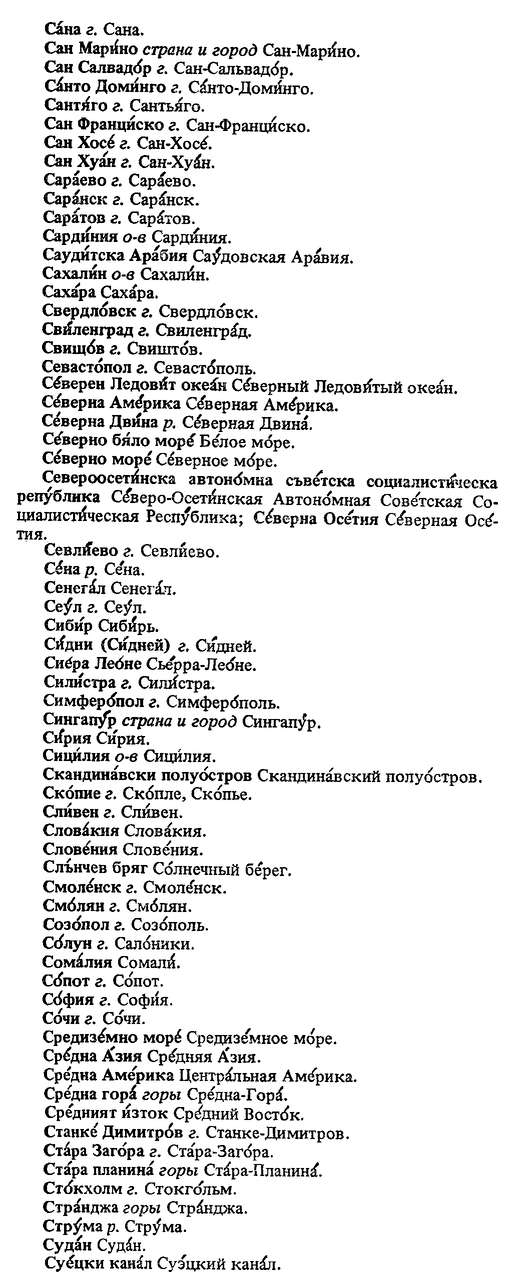 Са́на г. Сана.
Сан Мари́но страна и город Сан-Мари́но.
Сан Салвадо́р г. Сан-Сальвадо́р.
Са́нто Доми́нго г. Са́нто-Доми́нго.
Сантя́го г. Сантья́го.
Сан Франци́ско г. Сан-Франци́ско.
Сан Хосе́ г. Сан-Хосе́.
Сан Хуа́н г. Сан-Хуа́н.
Сара́ево г. Сара́ево.
Сара́нск г. Сара́нск.
Сара́тов г. Сара́тов.
Сарди́ния о-в Сарди́ния.
Сауди́тска Ара́бия Сау́довская Ара́вия.
Сахали́н о-в Сахали́н.
Саха́ра Саха́ра.
Свердло́вск г. Свердло́вск.
Сви́ленград г. Свиленгра́д.
Свищо́в г. Свишто́в.
Севасто́пол г. Севасто́поль.
Се́верен Ледови́т океа́н Се́верный Ледови́тый океа́н.
Се́верна Аме́рика Се́верная Аме́рика.
Се́верна Двина́ р. Се́верная Двина́.
Се́верно бя́ло море́ Бе́лое мо́ре.
Се́верно море́ Се́верное мо́ре.
Североосети́нска автоно́мна съве́тска социалисти́ческа
репу́блика Се́веро-Осети́нская Автоно́мная Сове́тская Со-
циалисти́ческая Респу́блика; Се́верна Осе́тия Се́верная Осе́-
тия.
Севли́ево г. Севли́ево.
Се́на р. Се́на.
Сенега́л Сенега́л.
Сеу́л г. Сеу́л.
Сиби́р Сиби́рь.
Си́дни (Си́дней) г. Си́дней.
Сие́ра Лео́не Сье́рра-Лео́не.
Сили́стра г. Сили́стра.
Симферо́пол г. Симферо́поль.
Сингапу́р страна и город Сингапу́р.
Си́рия Си́рия.
Сици́лия о-в Сици́лия.
Скандина́вски полуо́стров Скандина́вский полуо́стров.
Ско́пие г. Ско́пле, Ско́пье.
Сли́вен г. Сли́вен.
Слова́кия Слова́кия.
Слове́ния Слове́ния.
Слъ́нчев бряг Со́лнечный бе́рег.
Смоле́нск г. Смоле́нск.
Смо́лян г. Смо́лян.
Созо́пол г. Созо́поль.
Со́лун г. Сало́ники.
Сома́лия Сомали́.
Со́пот г. Со́пот.
Со́фия г. Софи́я.
Со́чи г. Со́чи.
Средизе́мно море́ Средизе́мное мо́ре.
Сре́дна А́зия Сре́дняя А́зия.
Сре́дна Аме́рика Центра́льная Аме́рика.
Сре́дна гора́ горы Сре́дна-Гора́.
Сре́дният и́зток Сре́дний Восто́к.
Станке́ Димитро́в г. Станке-Димитров.
Ста́ра Заго́ра г. Ста́ра-Заго́ра.
Ста́ра планина́ горы Ста́ра-Планина́.
Сто́кхолм г. Стокго́льм.
Стра́нджа горы Стра́нджа.
Стру́ма р. Стру́ма.
Суда́н Суда́н.
Суе́цки кана́л Суэ́цкий кана́л.